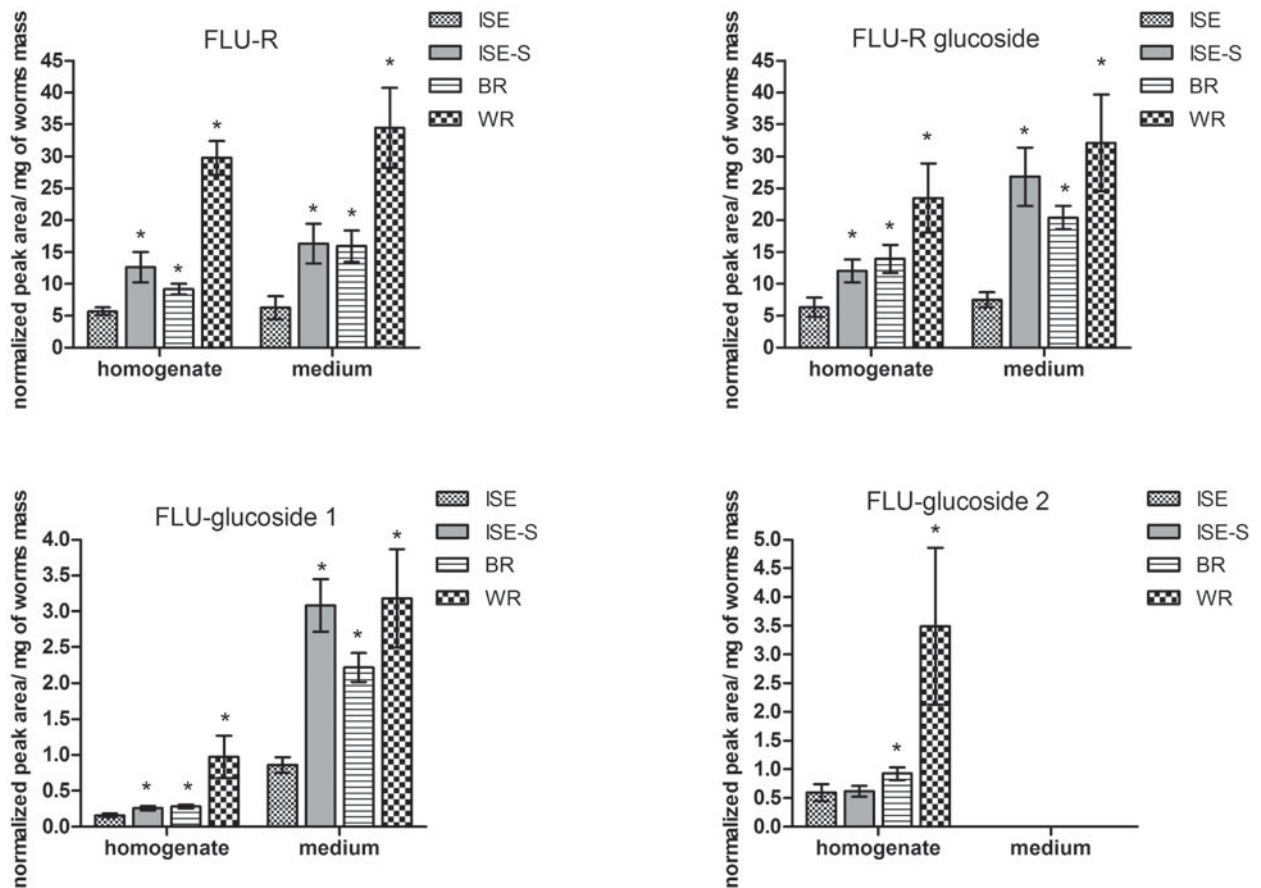 FLU-R
normalized peak area/ mg of worms mass
45
40
35
30
25
20
15
10
5
0
* * * * * *
homogenate medium
ISE
ISE-S
BR
WR
FLU-R glucoside
normalized peak area/ mg of worms mass
45
40
35
30
25
20
15
10
5
0
* * * * * *
homogenate medium
ISE
ISE-S
BR
WR
FLU-glucoside 1
normalized peak area/ mg of worms mass
4.0
3.5
3.0
2.5
2.0
1.5
1.0
0.5
0.0
* * * * * *
homogenate medium
ISE
ISE-S
BR
WR
FLU-glucoside 2
normalized peak area/ mg of worms mass
5.0
4.5
4.0
3.5
3.0
2.5
2.0
1.5
1.0
0.5
0.0
* *
homogenate medium
ISE
ISE-S
BR
WR